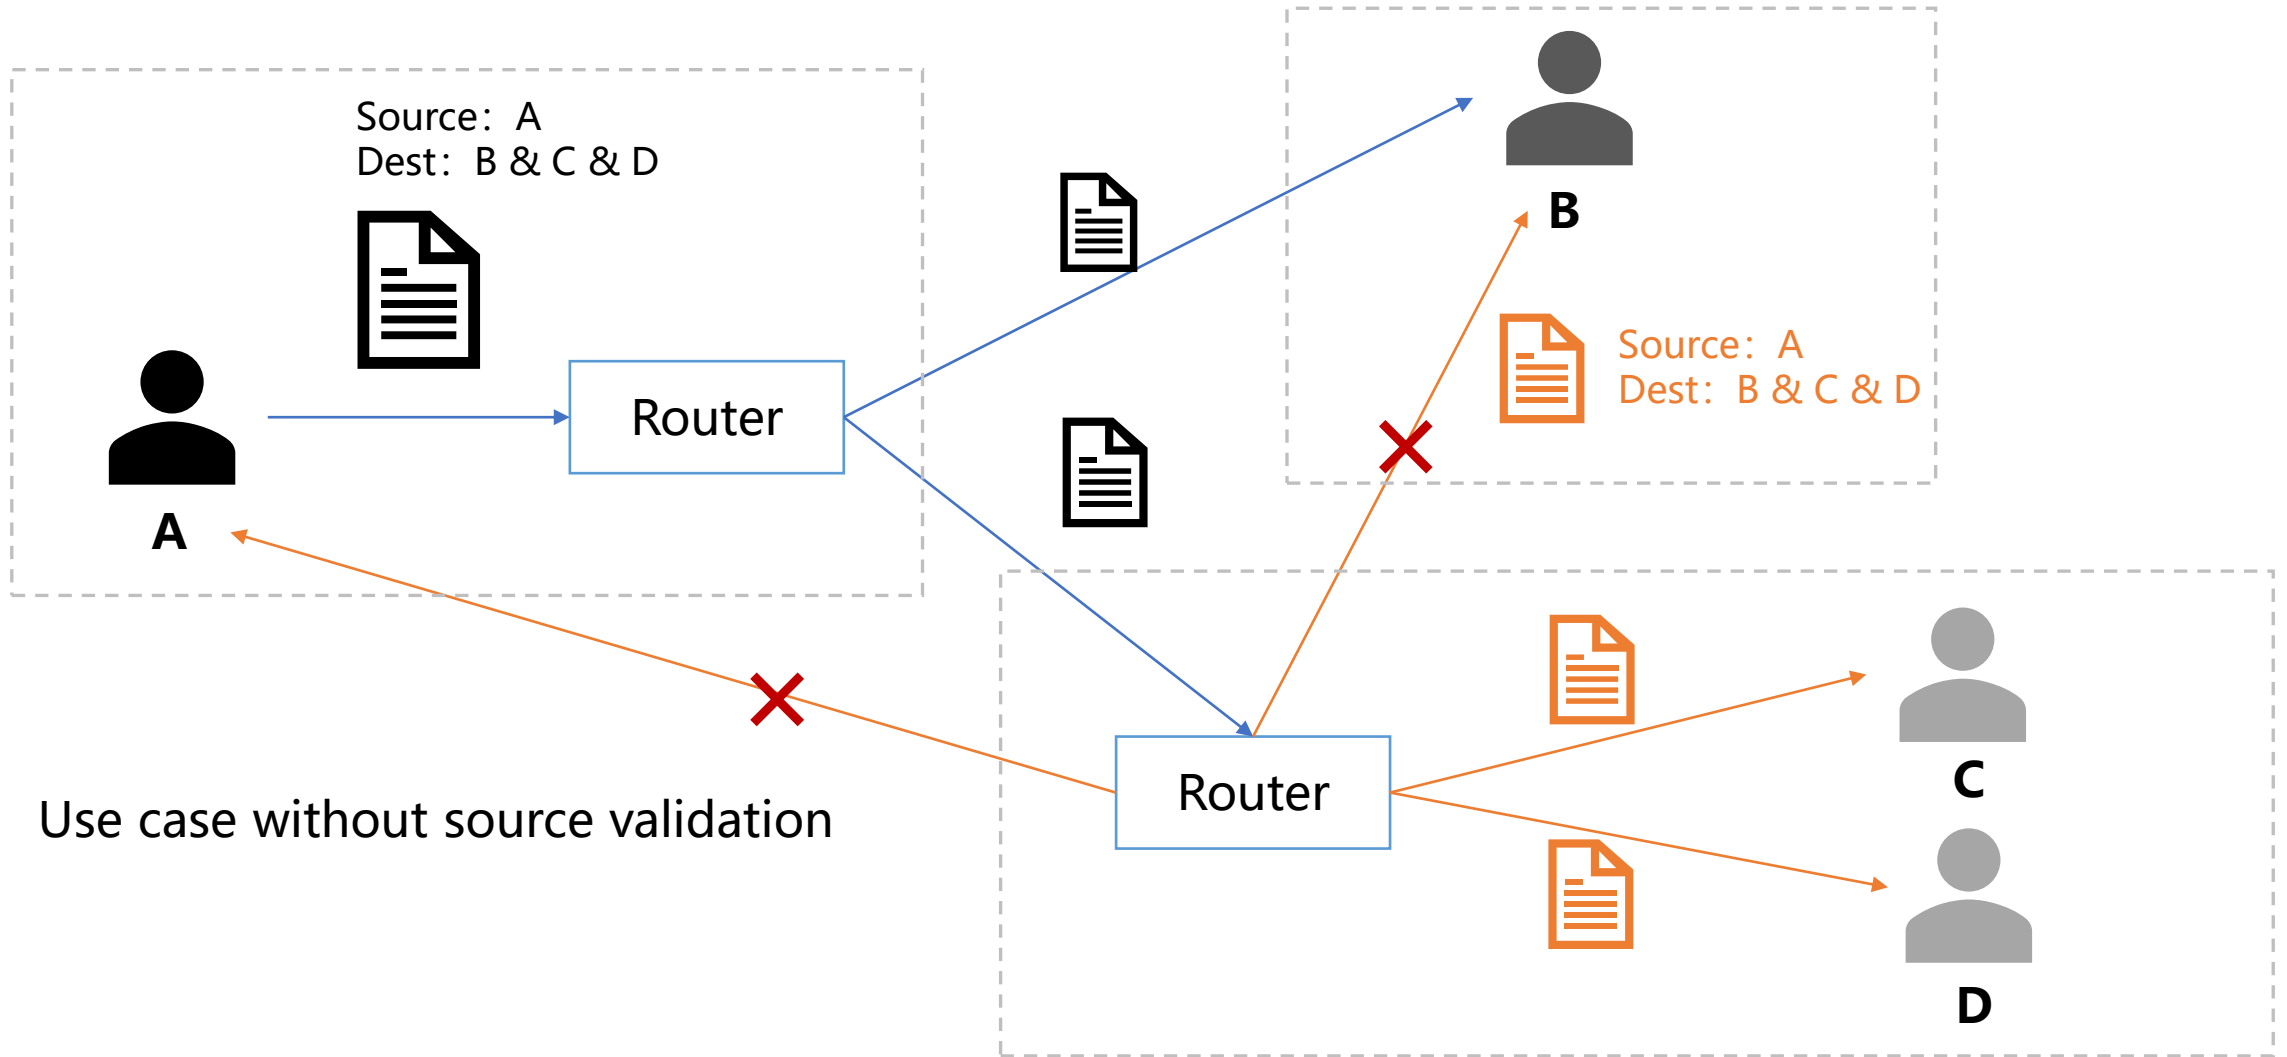 Source：A
Dest：B & C & D
B
Source：A
Dest：B & C & D
Router
A
C
Router
Use case without source validation
D